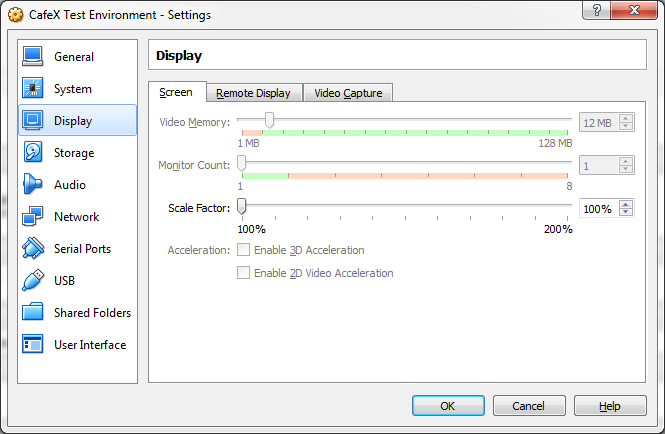 CafeX Test Environment - Settings
?
General
System
Display
Storage
Audio
Network
Serial Ports
USB
Shared Folders
User Interface
Display
Screen Remote Display Video Capture
Video Memory: 12 MB
1 MB 128 MB
Monitor Count: 1
1 8
Scale Factor: 100%
100% 200%
Acceleration: Enable 3D Acceleration
Enable 2D Video Acceleration
OK Cancel Help